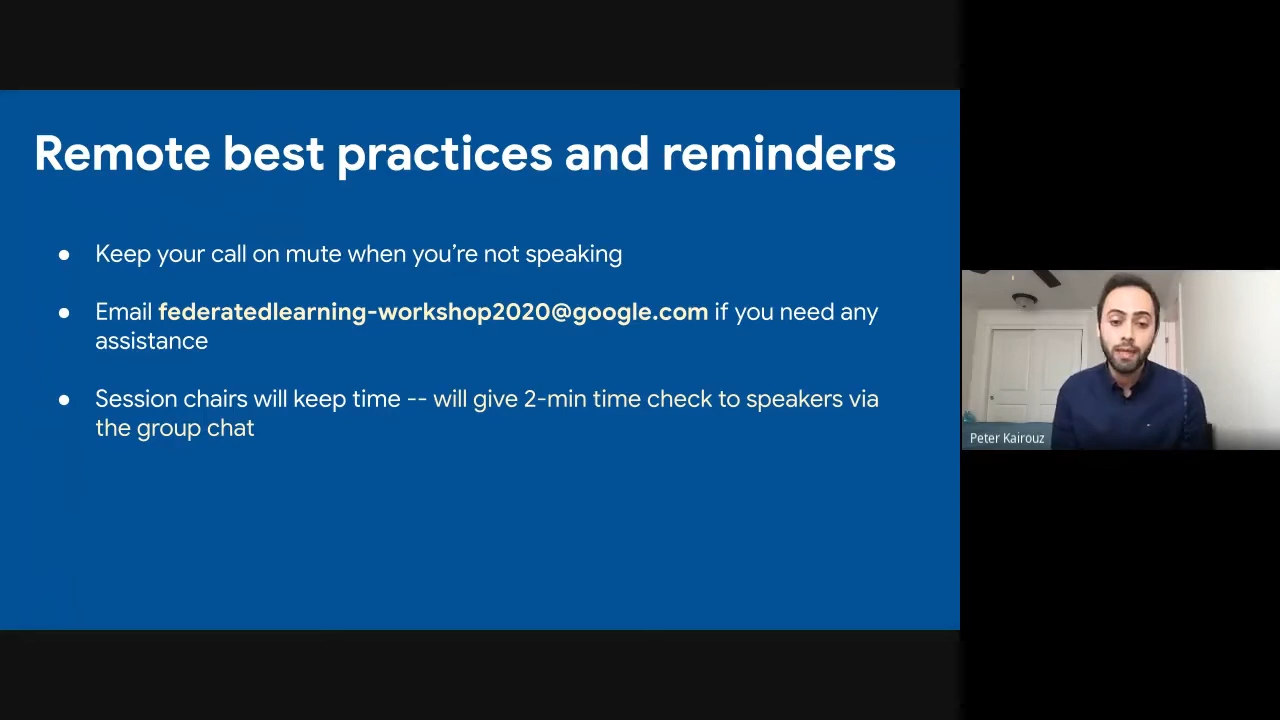 Remote best practices and reminders
● Keep your call on mute when you’re not speaking
● Email federatedlearning-workshop2020@google.com if you need any
assistance
● Session chairs will keep time -- will give 2-min time check to speakers via
the group chat
Peter Kairouz